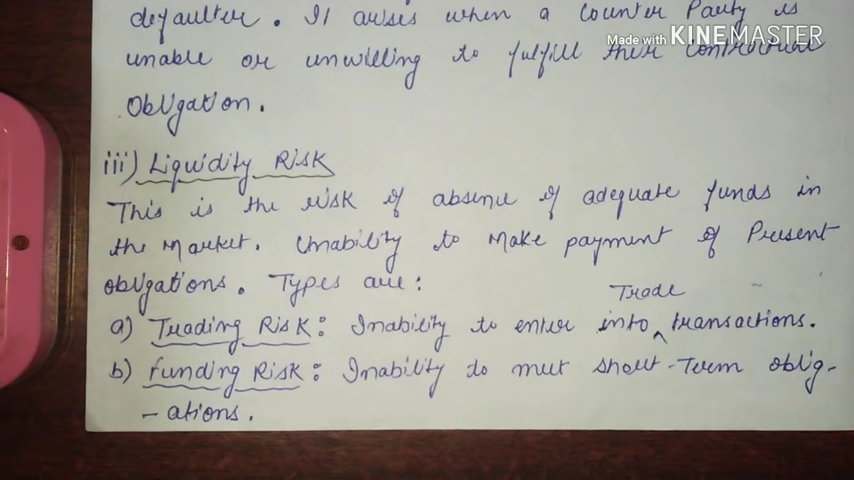 defaulter. It arises when a Counter Party is
Made with KINEMASTER
unable or unwilling to fulfill their contractual
Obligation.
iii) Liquidity Risk
This is the risk of absence of adequate funds in
the Market. Unability to Make payment of Present
obligations. Types are:
Trade
a) Trading Risk: Inability to enter into ^ transactions.
b) Funding Risk: Inability to meet short-Term oblig-
-ations.